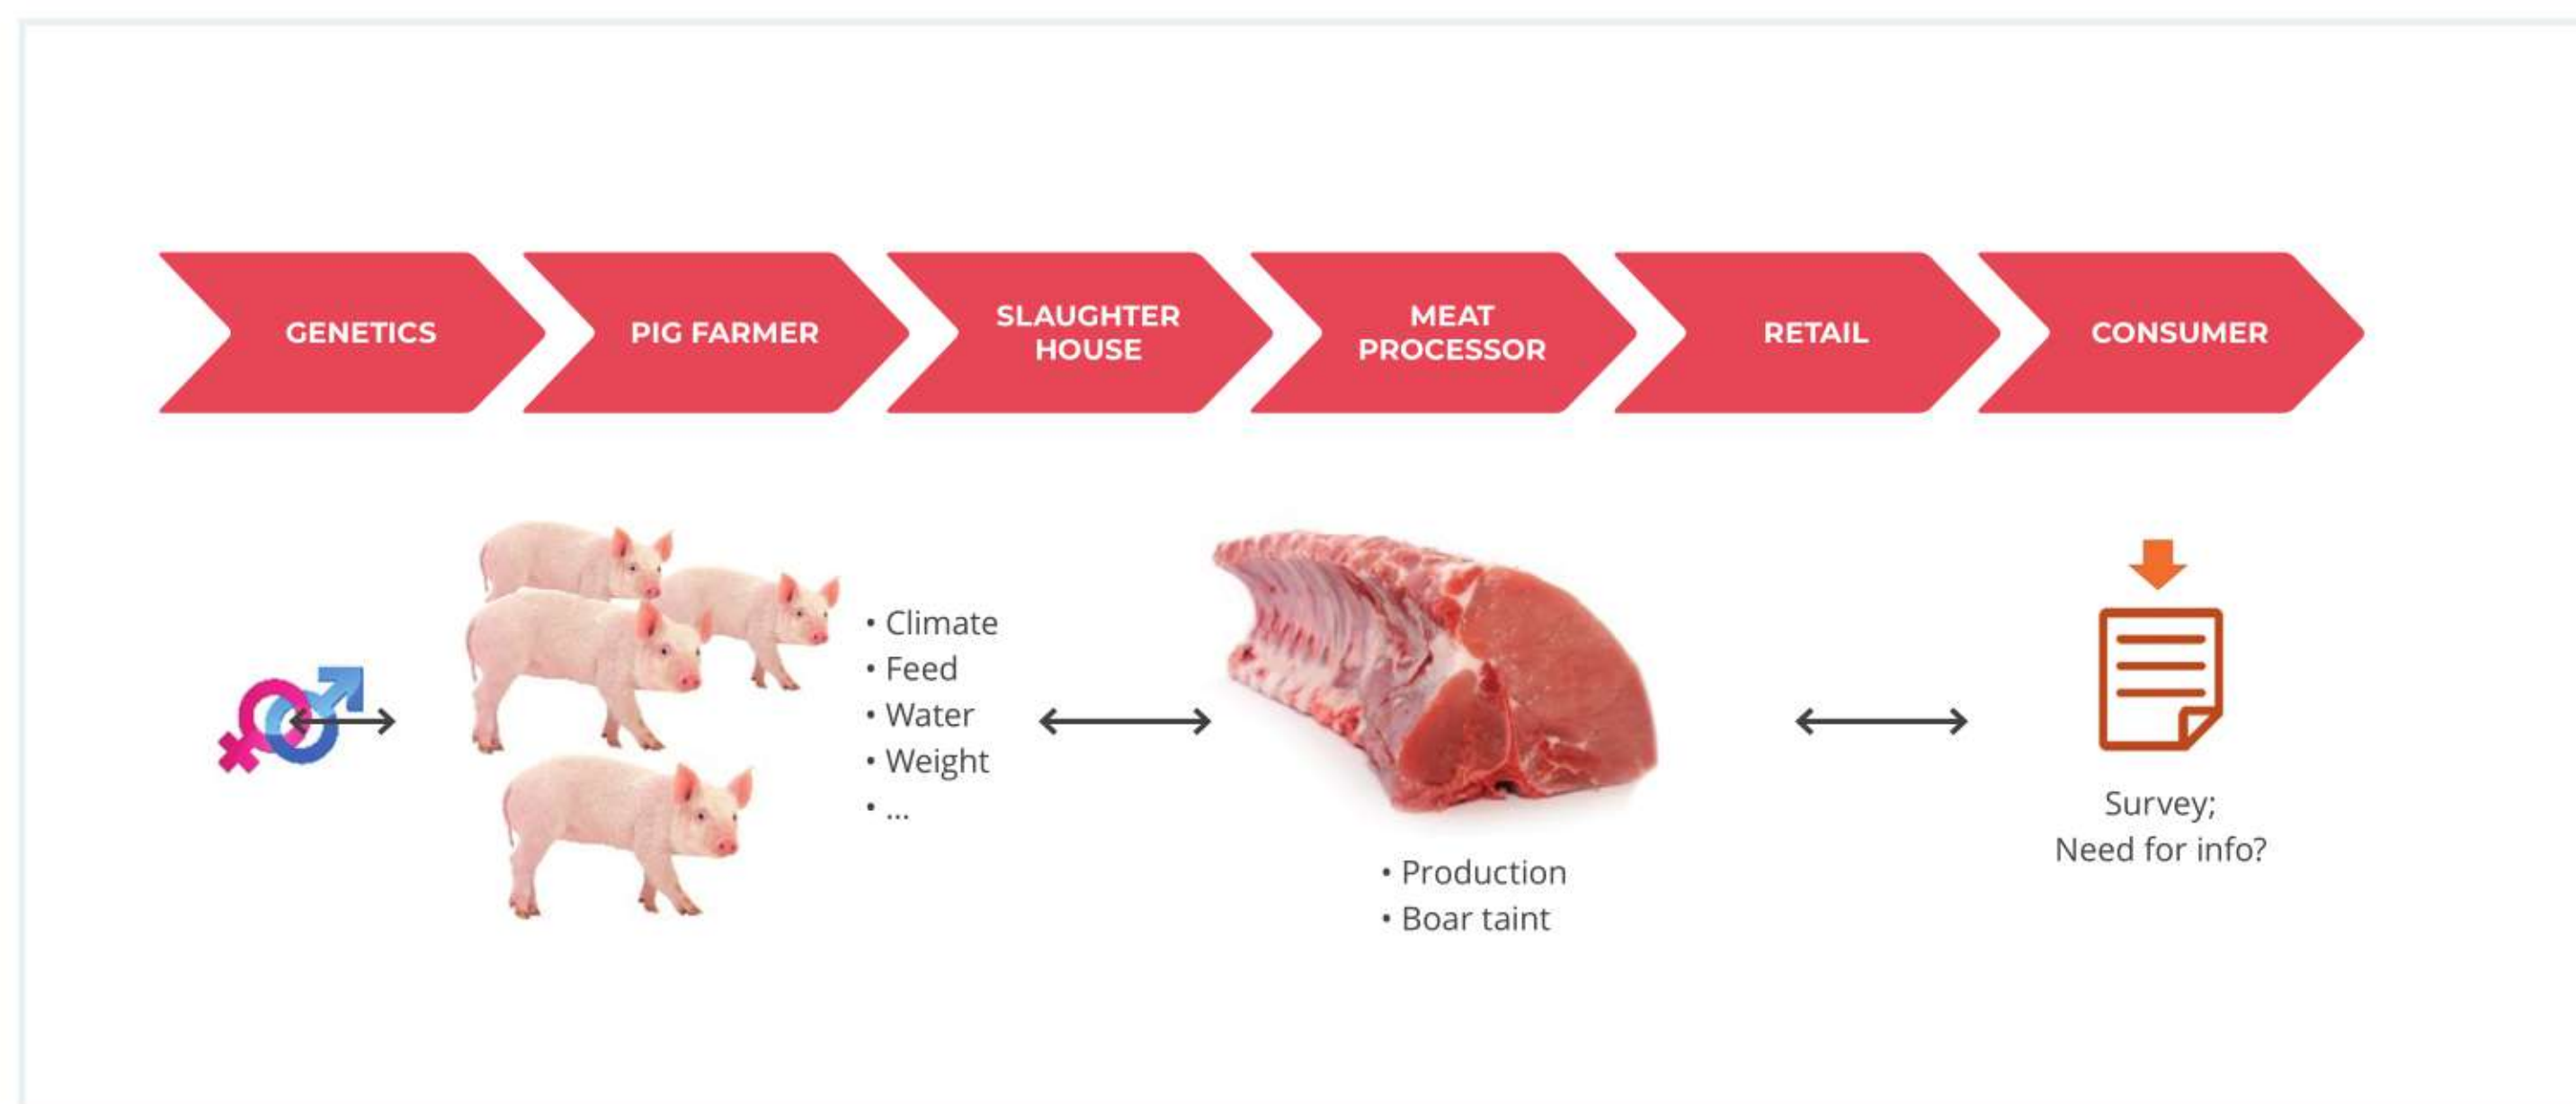 GENETICS
PIG FARMER
SLAUGHTER
HOUSE
MEAT
PROCESSOR
RETAIL
CONSUMER
• Climate
• Feed
• Water
• Weight
• ...
• Production
• Boar taint
Survey;
Need for info?